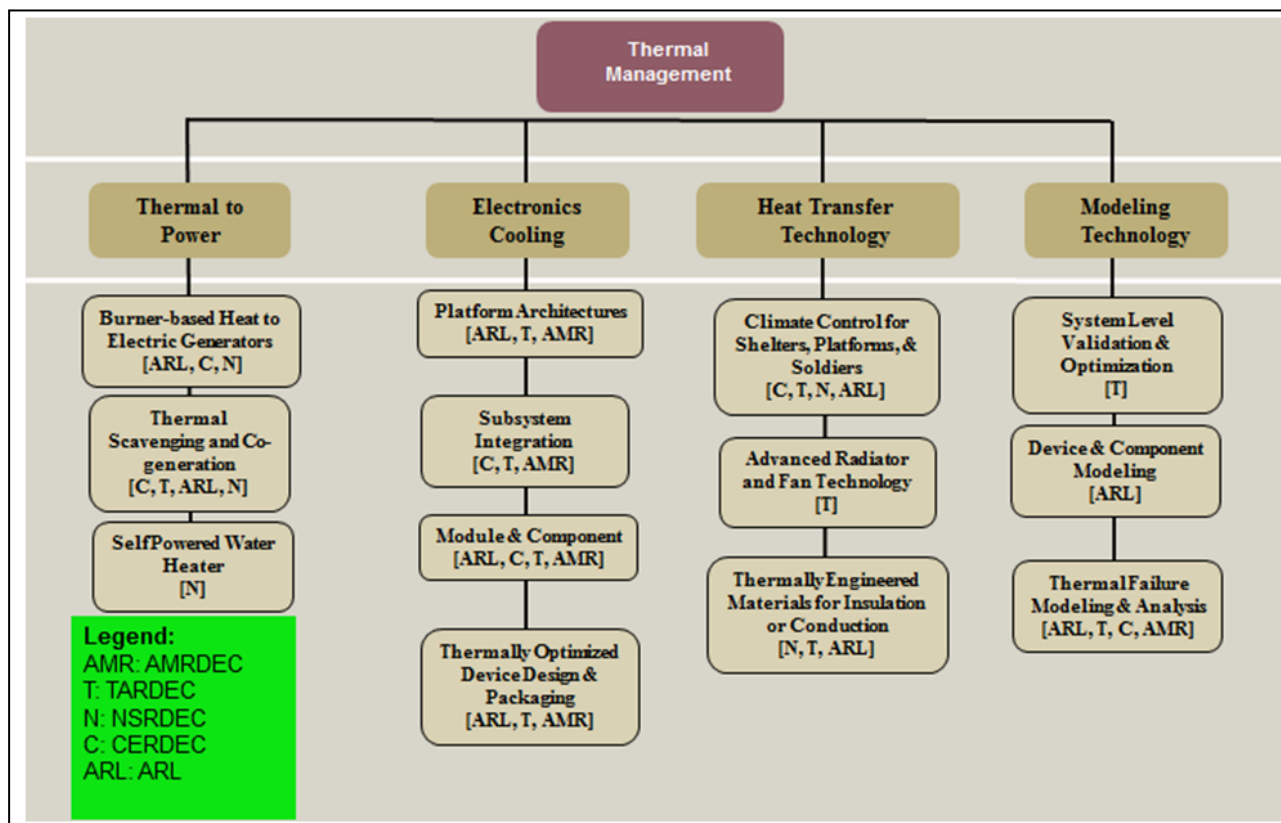 Thermal
Management
Thermal to
Power
Electronics
Cooling
Heat Transfer
Technology
Modeling
Technology
Burner-based Heat to
Electric Generators
[ARL, C, N]
Thermal
Scavenging and Co-
generation
[C, T, ARL, N]
Self Powered Water
Heater
[N]
Platform Architectures
[ARL, T, AMR]
Subsystem
Integration
[C, T, AMR]
Module & Component
[ARL, C, T, AMR]
Thermally Optimized
Device Design &
Packaging
[ARL, T, AMR]
Climate Control for
Shelters, Platforms, &
Soldiers
[C, T, N, ARL]
Advanced Radiator
and Fan Technology
[T]
Thermally Engineered
Materials for Insulation
or Conduction
[N, T, ARL]
System Level
Validation &
Optimization
[T]
Device & Component
Modeling
[ARL]
Thermal Failure
Modeling & Analysis
[ARL, T, C, AMR]
Legend:
AMR: AMRDEC
T: TARDEC
N: NSRDEC
C: CERDEC
ARL: ARL